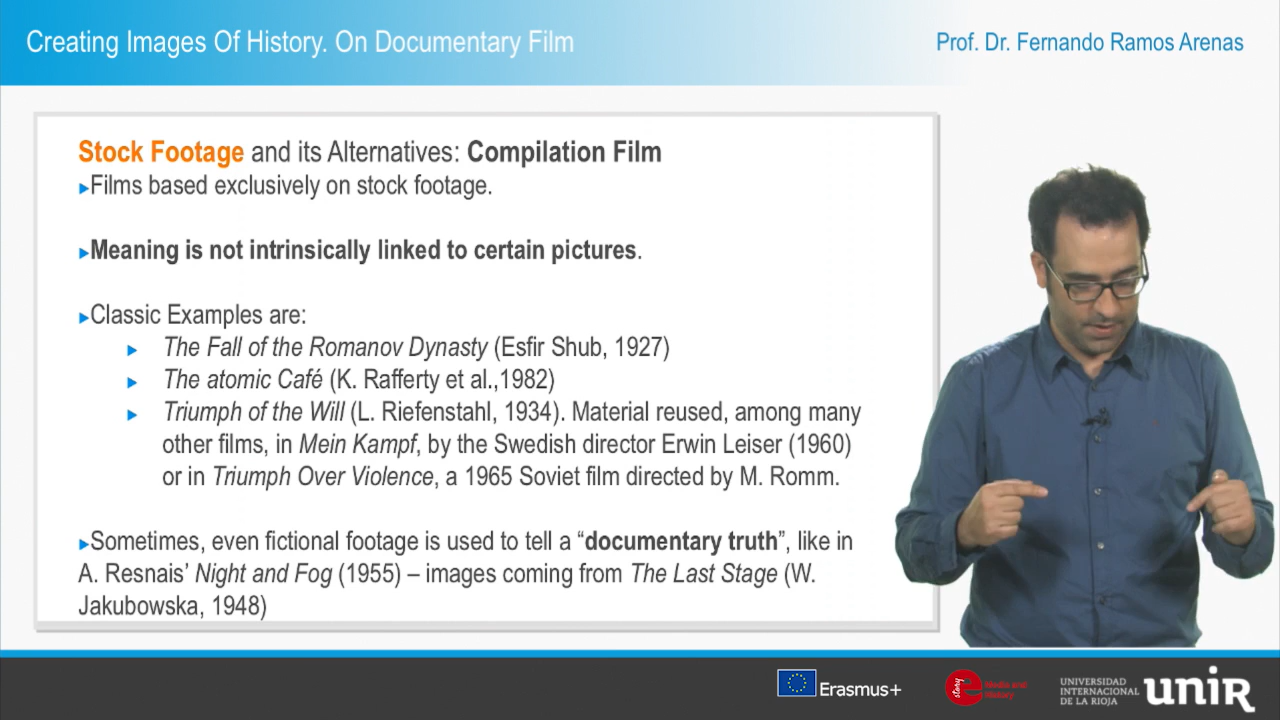 Creating Images Of History. On Documentary Film
Prof. Dr. Fernando Ramos Arenas
Stock Footage and its Alternatives: Compilation Film
▸Films based exclusively on stock footage.
▸Meaning is not intrinsically linked to certain pictures.
▸Classic Examples are:
▸ The Fall of the Romanov Dynasty (Esfir Shub, 1927)
▸ The atomic Café (K. Rafferty et al.,1982)
▸ Triumph of the Will (L. Riefenstahl, 1934). Material reused, among many
other films, in Mein Kampf, by the Swedish director Erwin Leiser (1960)
or in Triumph Over Violence, a 1965 Soviet film directed by M. Romm.
▸Sometimes, even fictional footage is used to tell a “documentary truth”, like in
A. Resnais’ Night and Fog (1955) – images coming from The Last Stage (W.
Jakubowska, 1948)
Erasmus+
story
e
Media and
History
UNIVERSIDAD
INTERNACIONAL
DE LA RIOJA
unir